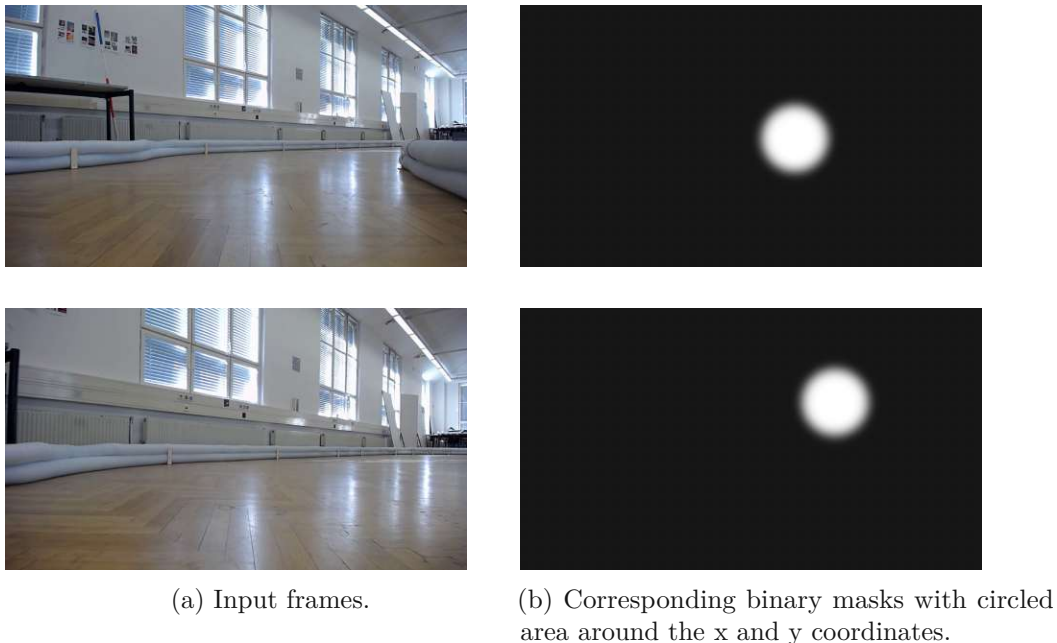 (a) Input frames.
(b) Corresponding binary masks with circled
area around the x and y coordinates.